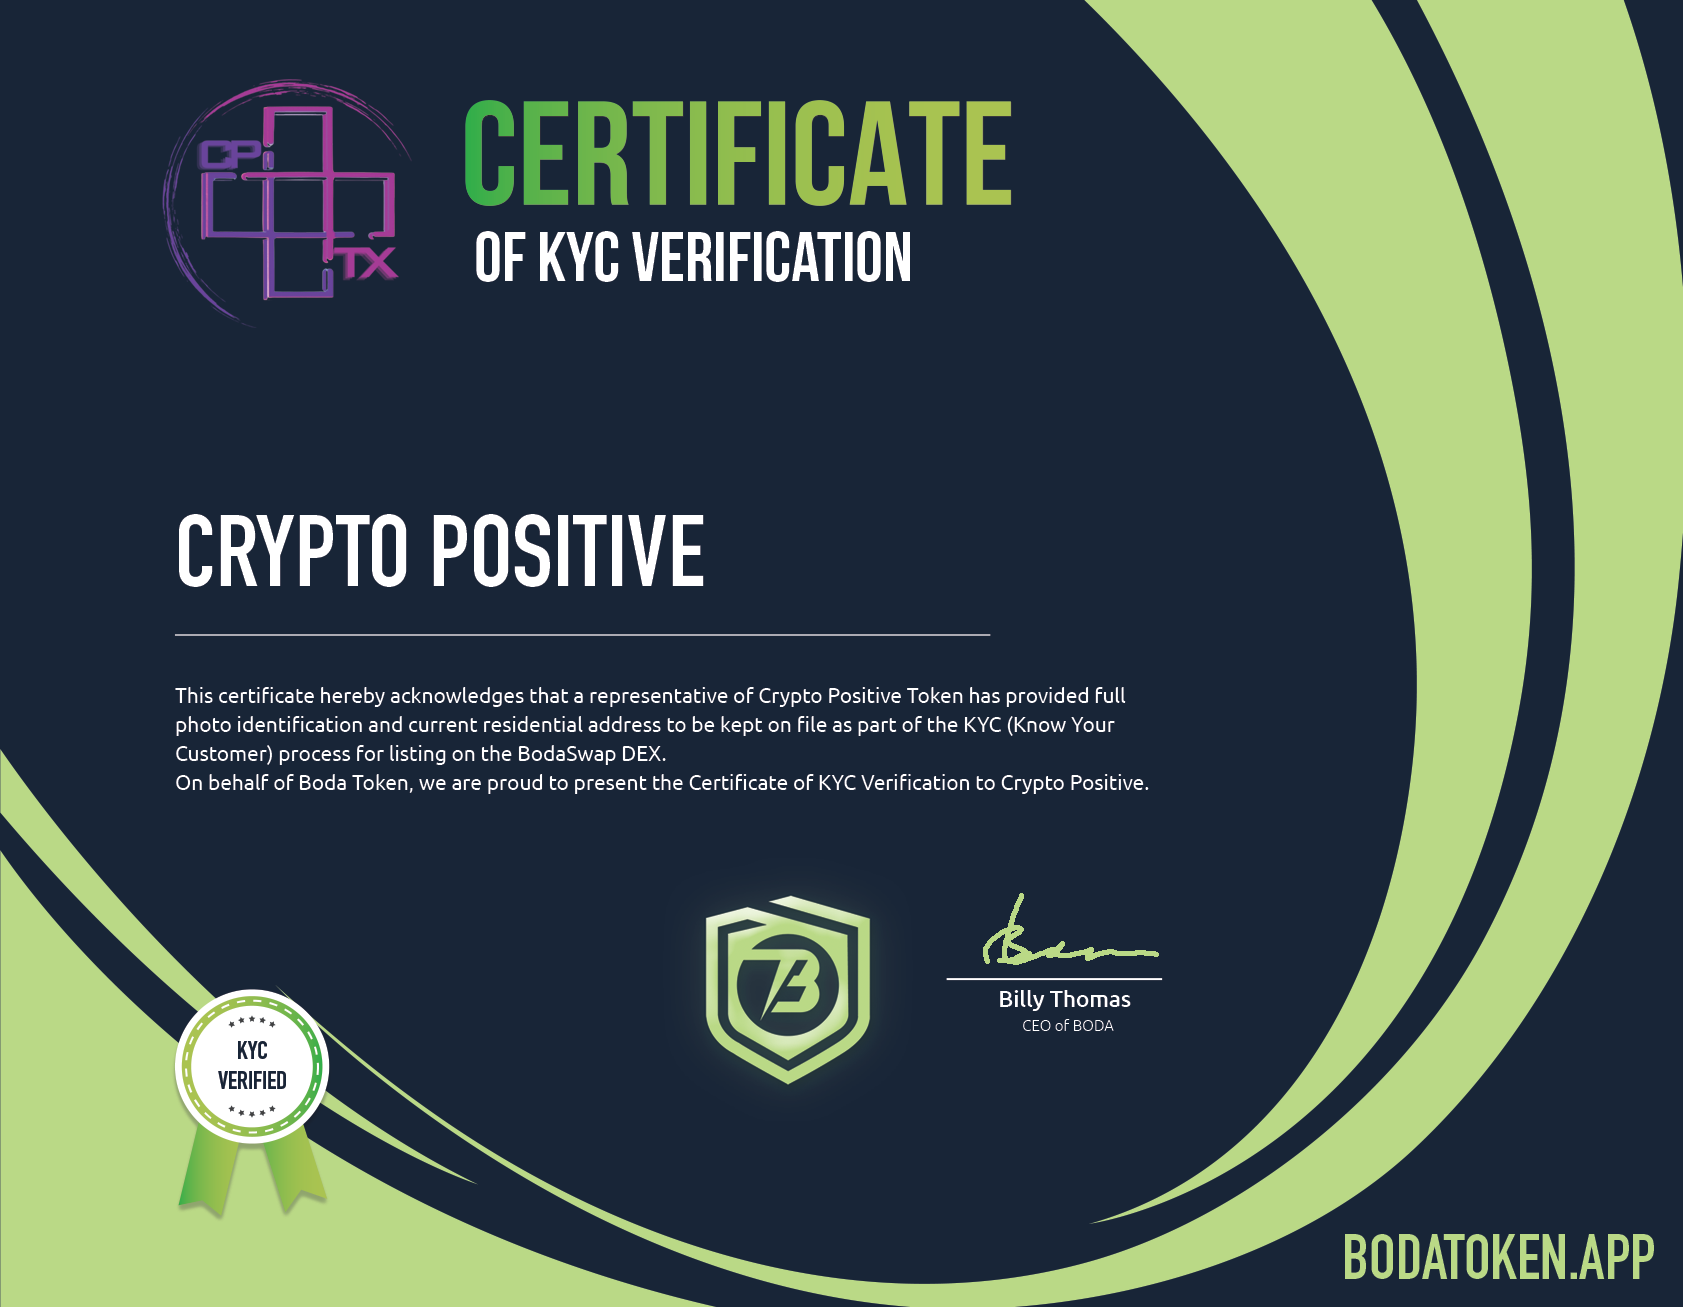 CP
TX
CERTIFICATE
OF KYC VERIFICATION
CRYPTO POSITIVE
This certificate hereby acknowledges that a representative of Crypto Positive Token has provided full
photo identification and current residential address to be kept on file as part of the KYC (Know Your
Customer) process for listing on the BodaSwap DEX.
On behalf of Boda Token, we are proud to present the Certificate of KYC Verification to Crypto Positive.
B
Billy Thomas
CEO of BODA
KYC
VERIFIED
BODATOKEN.APP